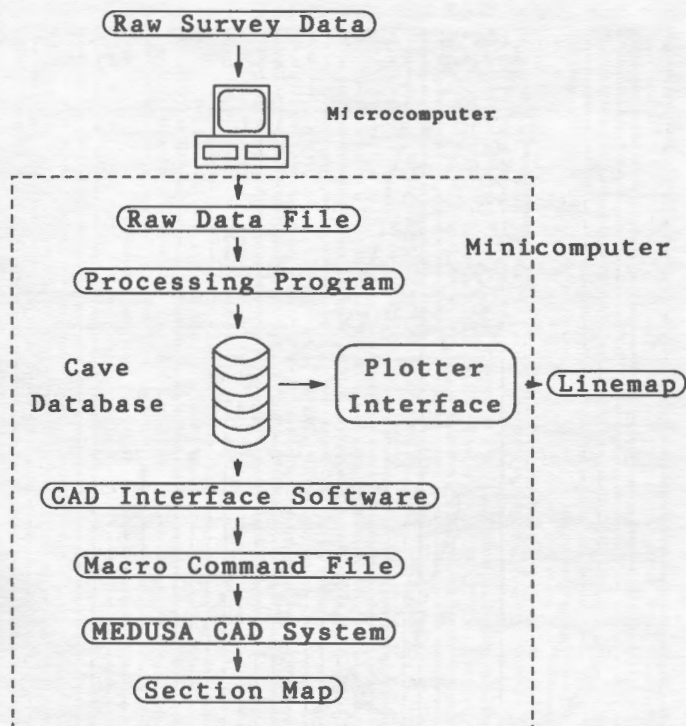 Raw Survey Data
Microcomputer
Raw Data File
Minicomputer
Processing Program
Cave
Database
Plotter
Interface
Linemap
CAD Interface Software
Macro Command File
MEDUSA CAD System
Section Map